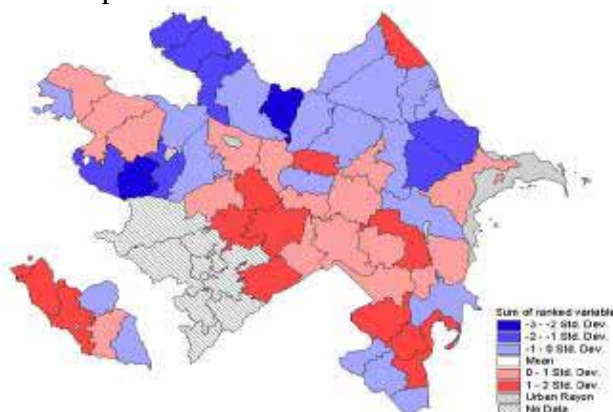 Sum of ranked variable
-3 - -2 Std. Dev.
-2 - -1 Std. Dev.
-1 - 0 Std. Dev.
Mean
0 - 1 Std. Dev.
1 - 2 Std. Dev.
Urban Rayon
No Data